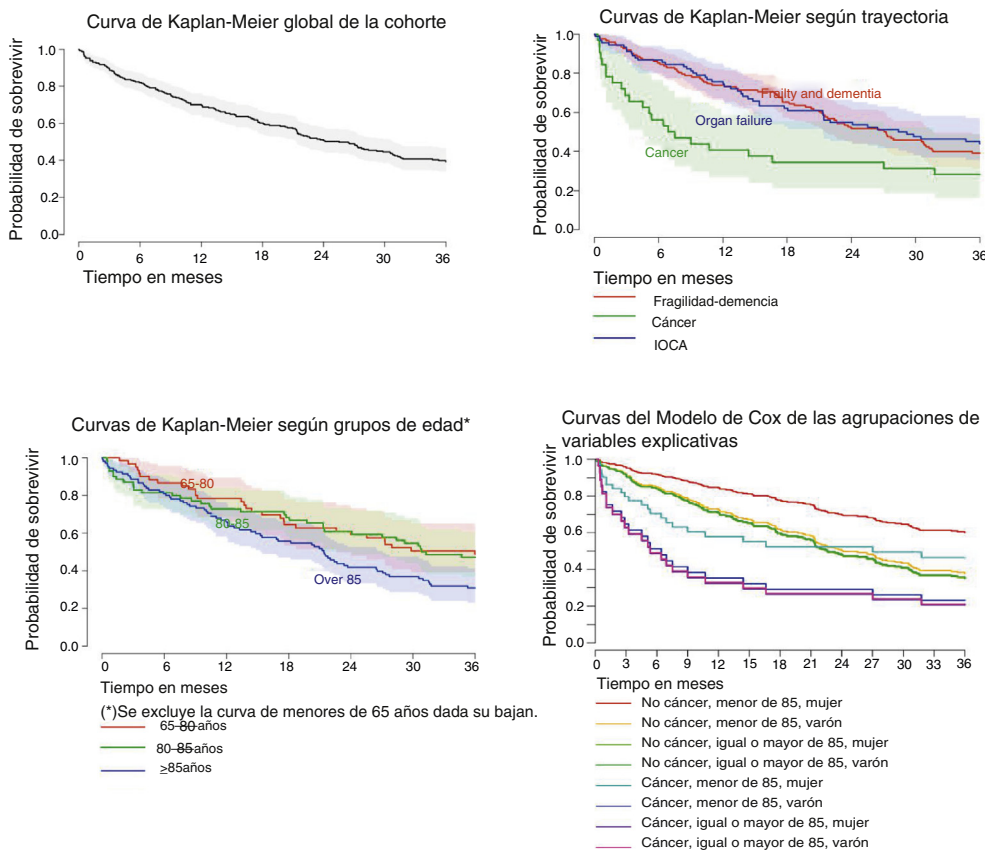 Curva de Kaplan-Meier global de la cohorte
Probabilidad de sobrevivir
1.0
0.8
0.6
0.4
0.2
0.0
0 6 12 18 24 30 36
Tiempo en meses
Curvas de Kaplan-Meier según trayectoria
Probabilidad de sobrevivir
1.0
0.8
0.6
0.4
0.2
0.0
Frailty and dementia
Organ failure
Cancer
0 6 12 18 24 30 36
Tiempo en meses
Fragilidad-demencia
Cáncer
IOCA
Curvas de Kaplan-Meier según grupos de edad*
Probabilidad de sobrevivir
1.0
0.8
0.6
0.4
0.2
0.0
65-80
80-85
Over 85
0 6 12 18 24 30 36
Tiempo en meses
(*)Se excluye la curva de menores de 65 años dada su bajan.
65-80 años
80-85años
≥85años
Curvas del Modelo de Cox de las agrupaciones de
variables explicativas
Probabilidad de sobrevivir
1.0
0.8
0.6
0.4
0.2
0.0
0 3 6 9 12 15 18 21 24 27 30 33 36
Tiempo en meses
No cáncer, menor de 85, mujer
No cáncer, menor de 85, varón
No cáncer, igual o mayor de 85, mujer
No cáncer, igual o mayor de 85, varón
Cáncer, menor de 85, mujer
Cáncer, menor de 85, varón
Cáncer, igual o mayor de 85, mujer
Cáncer, igual o mayor de 85, varón